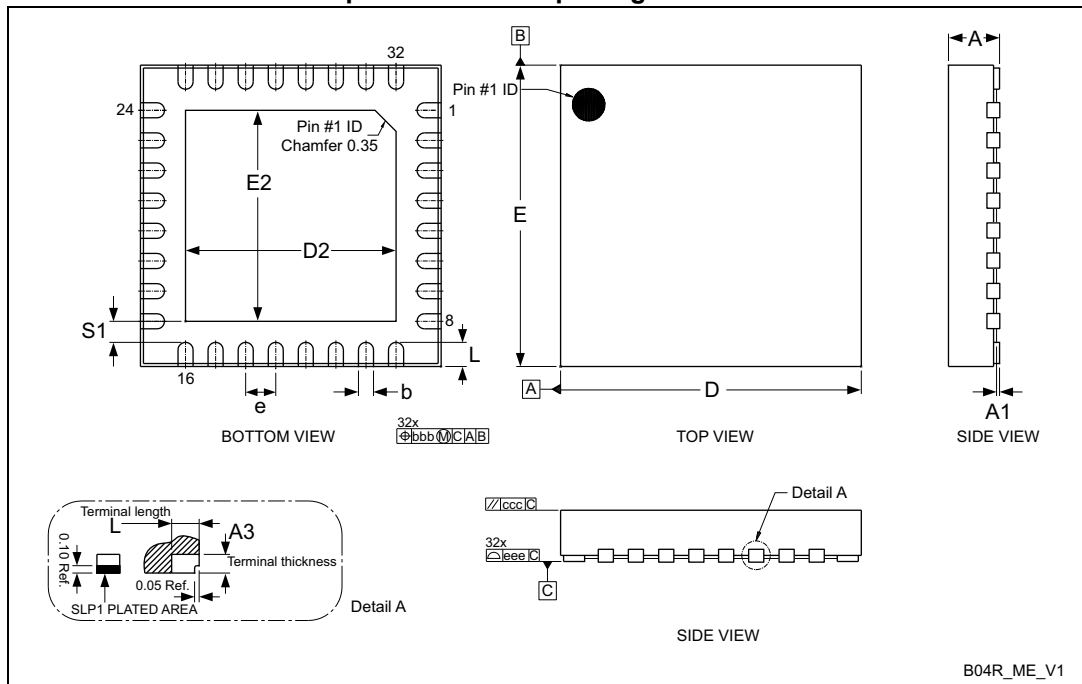 32
24
1
Pin #1 ID
Chamfer 0.35
E2
D2
S1
8
L
16
e
b
BOTTOM VIEW
32x
⌖ bbb Ⓜ C A B
B
Pin #1 ID
E
A
D
TOP VIEW
A
A1
SIDE VIEW
Terminal length
L
A3
Terminal thickness
0.10 Ref.
0.05 Ref.
SLP1 PLATED AREA
Detail A
// ccc C
Detail A
32x
⌓ eee C
C
SIDE VIEW
B04R_ME_V1